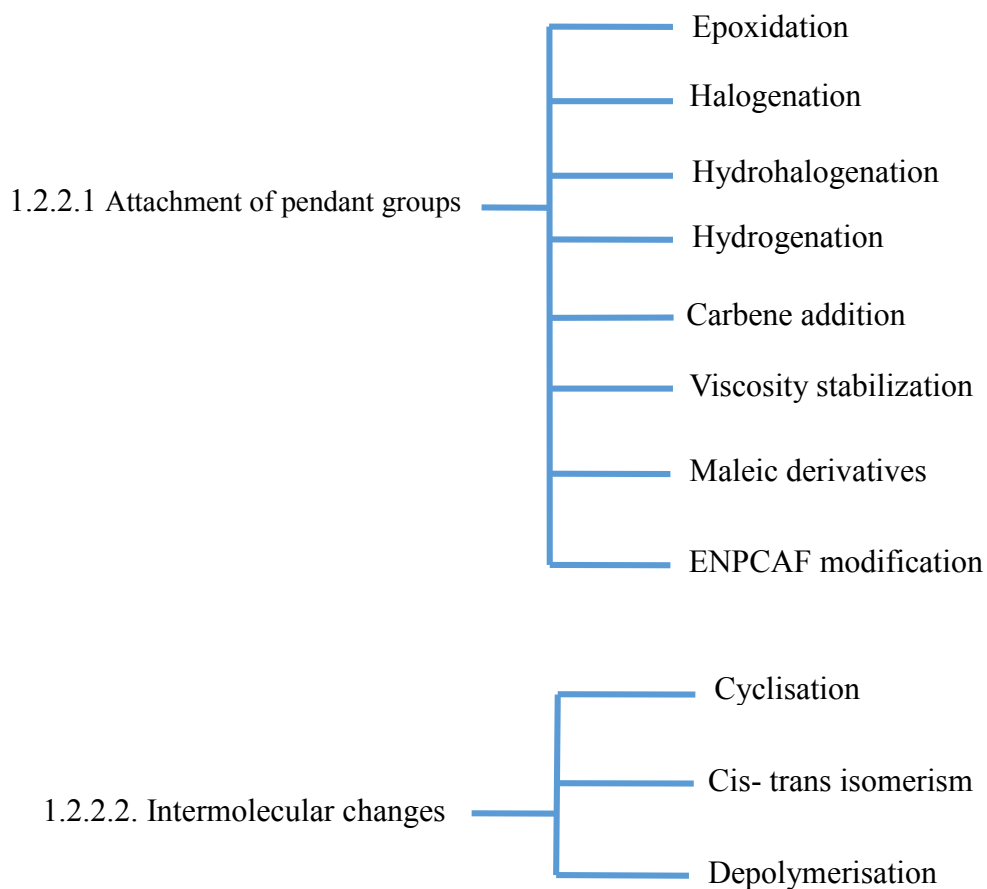 Epoxidation
Halogenation
Hydrohalogenation
1.2.2.1 Attachment of pendant groups
Hydrogenation
Carbene addition
Viscosity stabilization
Maleic derivatives
ENPCAF modification
Cyclisation
Cis- trans isomerism
1.2.2.2. Intermolecular changes
Depolymerisation